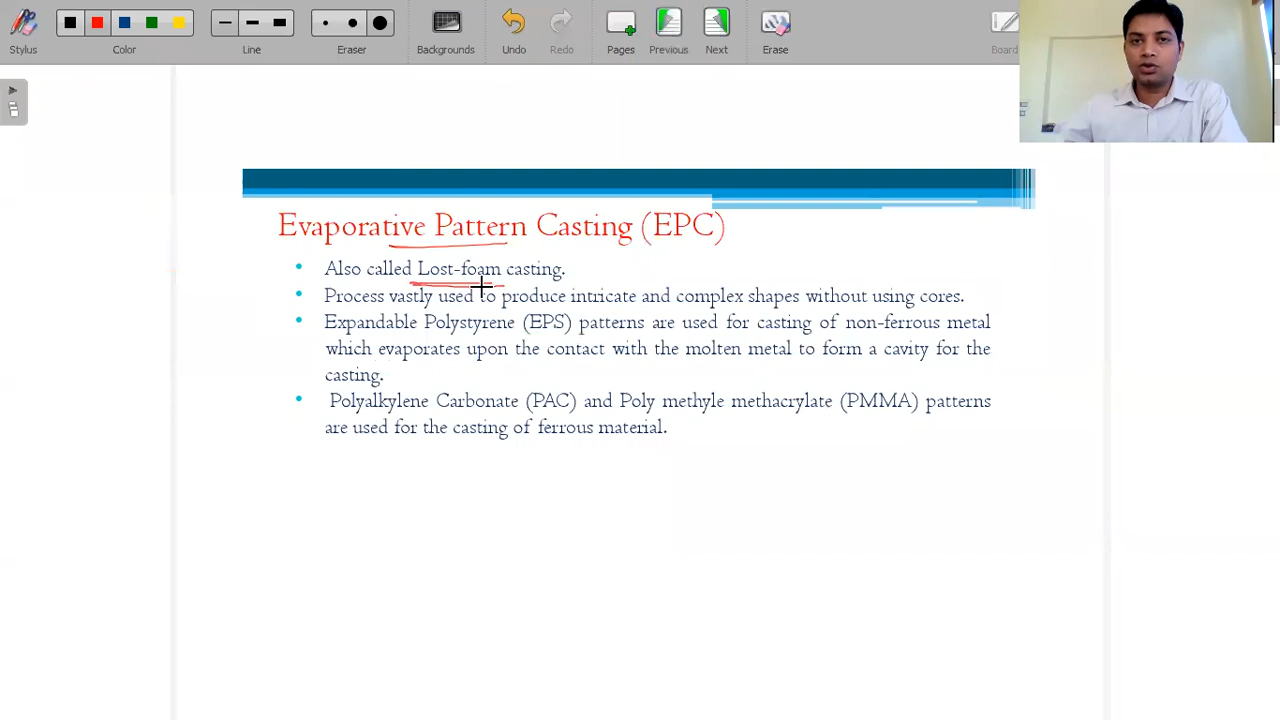 Stylus Color Line Eraser Backgrounds Undo Redo Pages Previous Next Erase Board
Evaporative Pattern Casting (EPC)
Also called Lost-foam casting.
Process vastly used to produce intricate and complex shapes without using cores.
Expandable Polystyrene (EPS) patterns are used for casting of non-ferrous metal
which evaporates upon the contact with the molten metal to form a cavity for the
casting.
Polyalkylene Carbonate (PAC) and Poly methyle methacrylate (PMMA) patterns
are used for the casting of ferrous material.